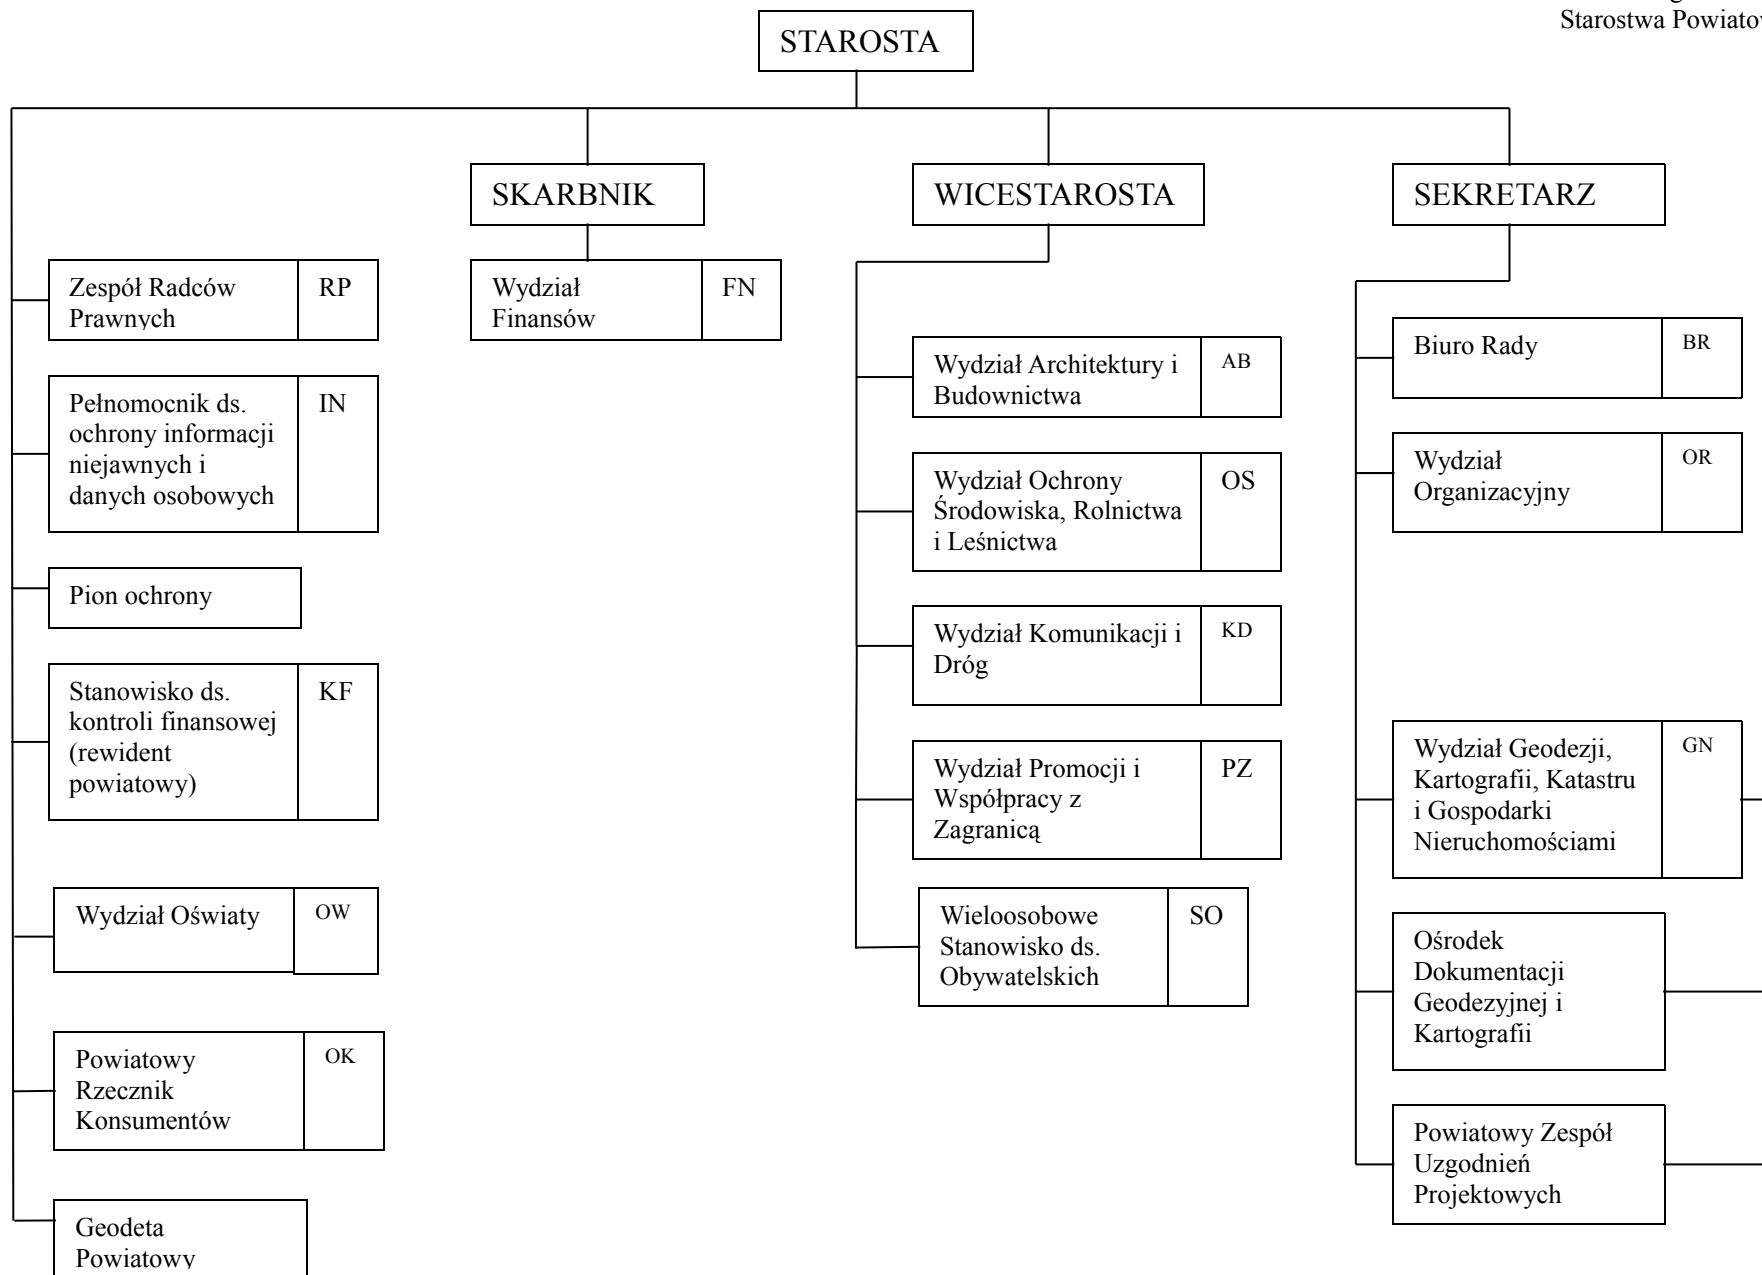 Starostwa Powiatow
STAROSTA
SKARBNIK
WICESTAROSTA
SEKRETARZ
Zespół Radców
Prawnych
RP
Pełnomocnik ds.
ochrony informacji
niejawnych i
danych osobowych
IN
Pion ochrony
Stanowisko ds.
kontroli finansowej
(rewident
powiatowy)
KF
Wydział Oświaty
OW
Powiatowy
Rzecznik
Konsumentów
OK
Geodeta
Powiatowy
Wydział
Finansów
FN
Wydział Architektury i
Budownictwa
AB
Wydział Ochrony
Środowiska, Rolnictwa
i Leśnictwa
OS
Wydział Komunikacji i
Dróg
KD
Wydział Promocji i
Współpracy z
Zagranicą
PZ
Wieloosobowe
Stanowisko ds.
Obywatelskich
SO
Biuro Rady
BR
Wydział
Organizacyjny
OR
Wydział Geodezji,
Kartografii, Katastru
i Gospodarki
Nieruchomościami
GN
Ośrodek
Dokumentacji
Geodezyjnej i
Kartografii
Powiatowy Zespół
Uzgodnień
Projektowych